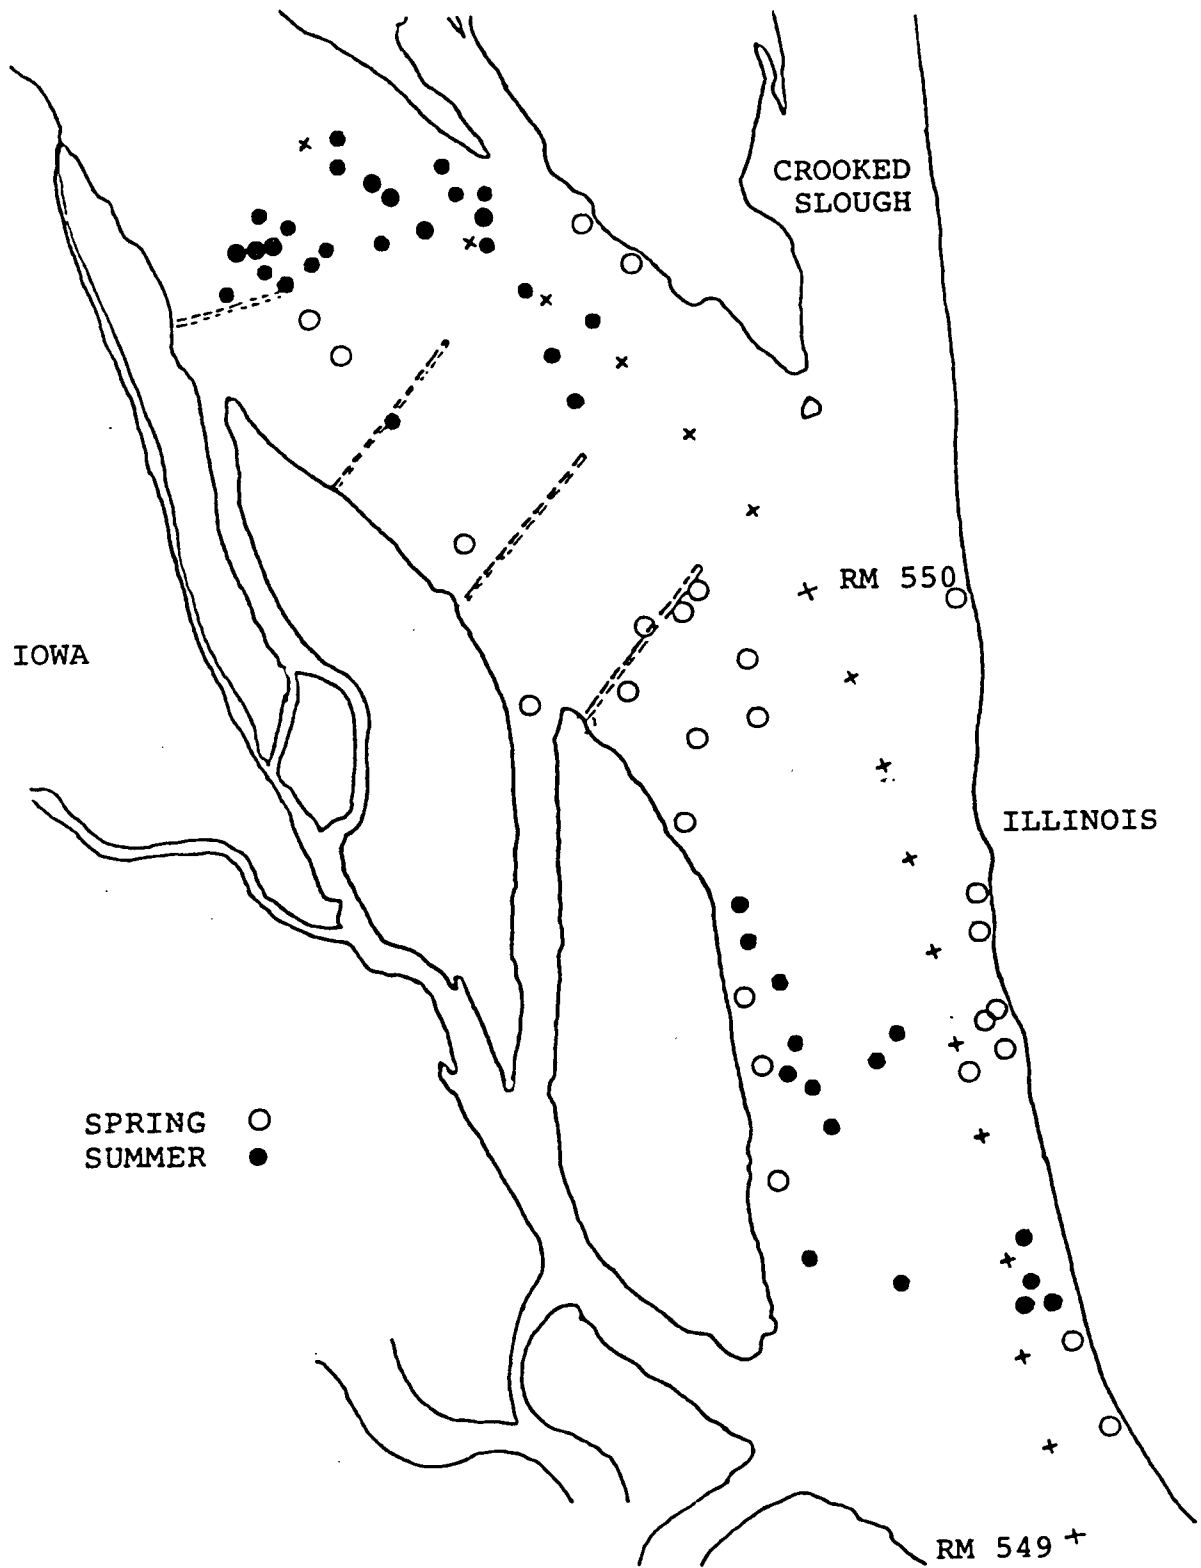 CROOKED
SLOUGH
RM 550
IOWA
ILLINOIS
SPRING
SUMMER
RM 549